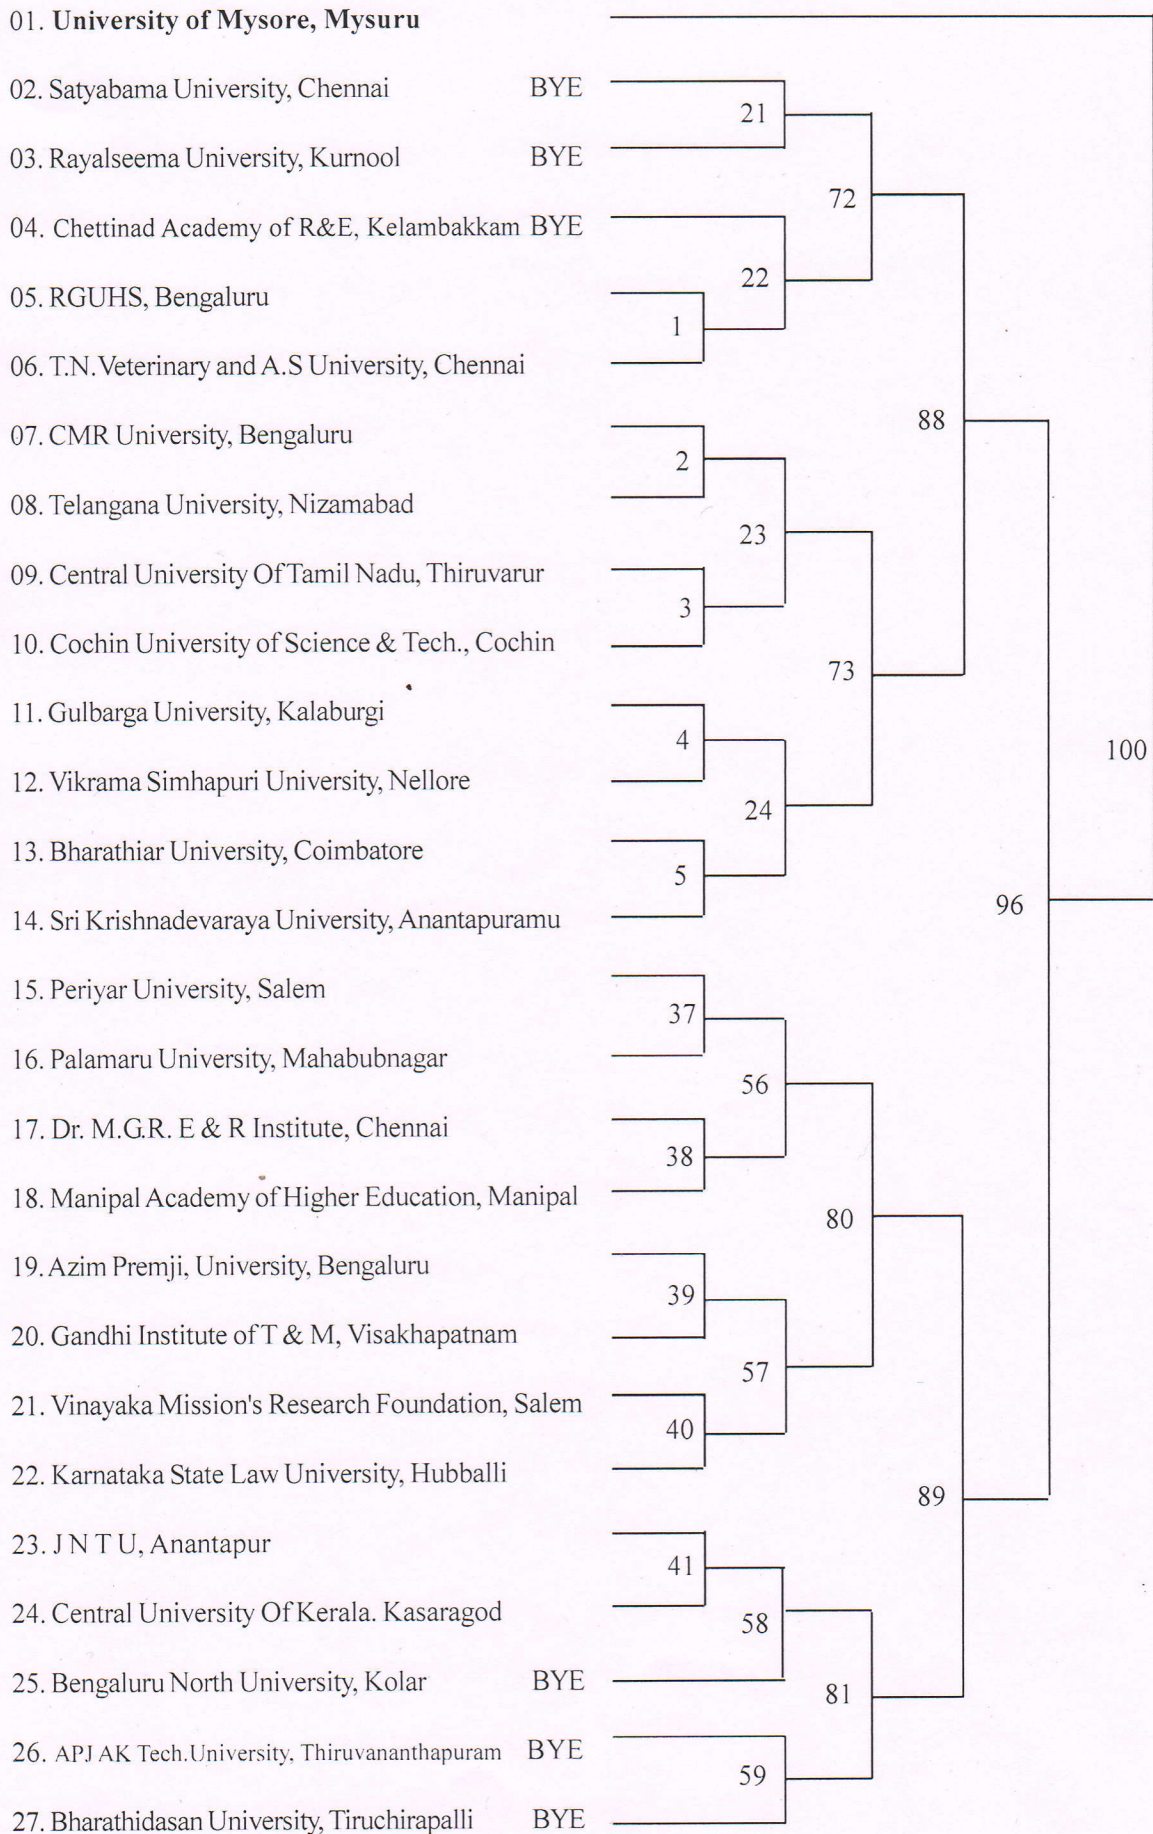 01. University of Mysore, Mysuru
02. Satyabama University, Chennai BYE
21
03. Rayalseema University, Kurnool BYE
72
04. Chettinad Academy of R&E, Kelambakkam BYE
22
05. RGUHS, Bengaluru
1
06. T.N.Veterinary and A.S University, Chennai
88
07. CMR University, Bengaluru
2
08. Telangana University, Nizamabad
23
09. Central University Of Tamil Nadu, Thiruvarur
3
10. Cochin University of Science & Tech., Cochin
73
11. Gulbarga University, Kalaburgi
4
100
12. Vikrama Simhapuri University, Nellore
24
13. Bharathiar University, Coimbatore
5
96
14. Sri Krishnadevaraya University, Anantapuramu
15. Periyar University, Salem
37
16. Palamaru University, Mahabubnagar
56
17. Dr. M.G.R. E & R Institute, Chennai
38
18. Manipal Academy of Higher Education, Manipal
80
19. Azim Premji, University, Bengaluru
39
20. Gandhi Institute of T & M, Visakhapatnam
57
21. Vinayaka Mission's Research Foundation, Salem
40
22. Karnataka State Law University, Hubballi
89
23. J N T U, Anantapur
41
24. Central University Of Kerala. Kasaragod
58
25. Bengaluru North University, Kolar BYE
81
26. APJ AK Tech.University, Thiruvananthapuram BYE
59
27. Bharathidasan University, Tiruchirapalli BYE